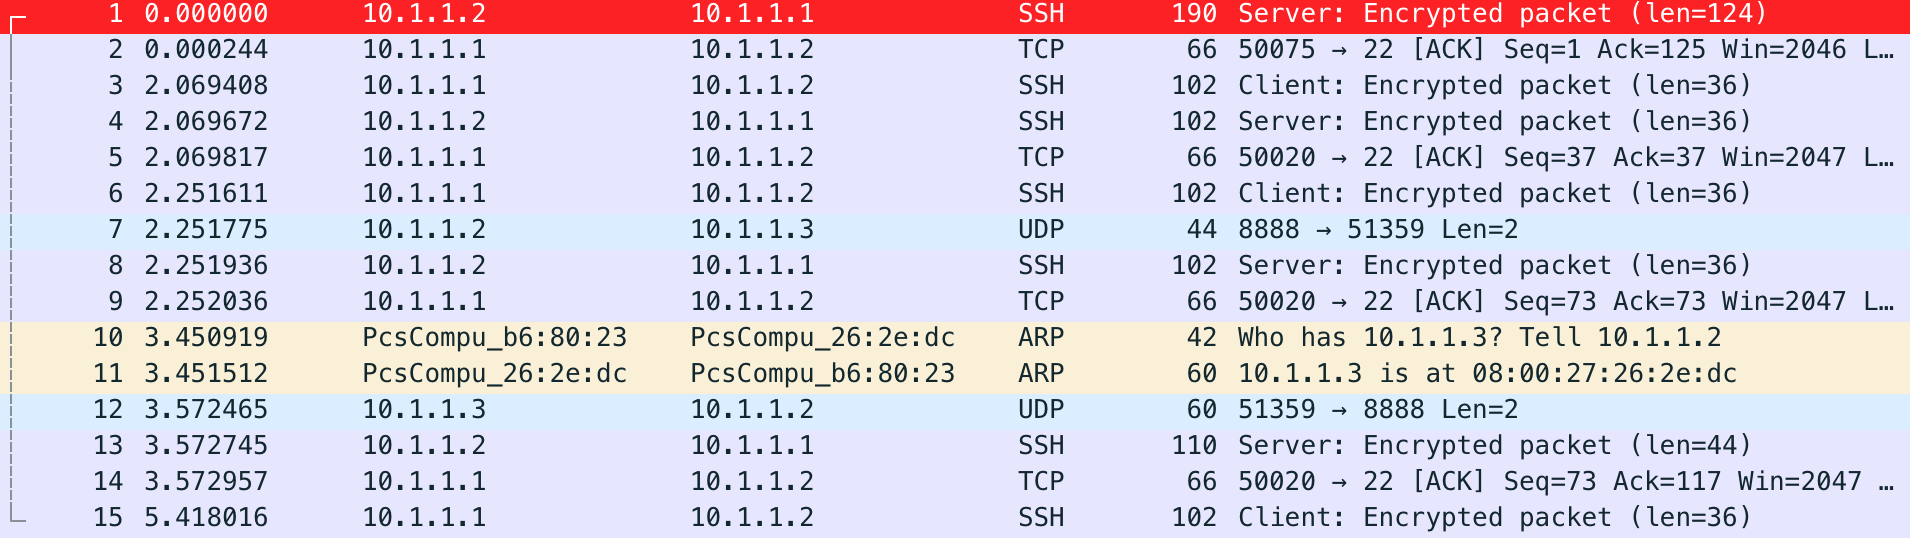 1 0.000000 10.1.1.2 10.1.1.1 SSH 190 Server: Encrypted packet (len=124)
2 0.000244 10.1.1.1 10.1.1.2 TCP 66 50075 → 22 [ACK] Seq=1 Ack=125 Win=2046 L…
3 2.069408 10.1.1.1 10.1.1.2 SSH 102 Client: Encrypted packet (len=36)
4 2.069672 10.1.1.2 10.1.1.1 SSH 102 Server: Encrypted packet (len=36)
5 2.069817 10.1.1.1 10.1.1.2 TCP 66 50020 → 22 [ACK] Seq=37 Ack=37 Win=2047 L…
6 2.251611 10.1.1.1 10.1.1.2 SSH 102 Client: Encrypted packet (len=36)
7 2.251775 10.1.1.2 10.1.1.3 UDP 44 8888 → 51359 Len=2
8 2.251936 10.1.1.2 10.1.1.1 SSH 102 Server: Encrypted packet (len=36)
9 2.252036 10.1.1.1 10.1.1.2 TCP 66 50020 → 22 [ACK] Seq=73 Ack=73 Win=2047 L…
10 3.450919 PcsCompu_b6:80:23 PcsCompu_26:2e:dc ARP 42 Who has 10.1.1.3? Tell 10.1.1.2
11 3.451512 PcsCompu_26:2e:dc PcsCompu_b6:80:23 ARP 60 10.1.1.3 is at 08:00:27:26:2e:dc
12 3.572465 10.1.1.3 10.1.1.2 UDP 60 51359 → 8888 Len=2
13 3.572745 10.1.1.2 10.1.1.1 SSH 110 Server: Encrypted packet (len=44)
14 3.572957 10.1.1.1 10.1.1.2 TCP 66 50020 → 22 [ACK] Seq=73 Ack=117 Win=2047 …
15 5.418016 10.1.1.1 10.1.1.2 SSH 102 Client: Encrypted packet (len=36)